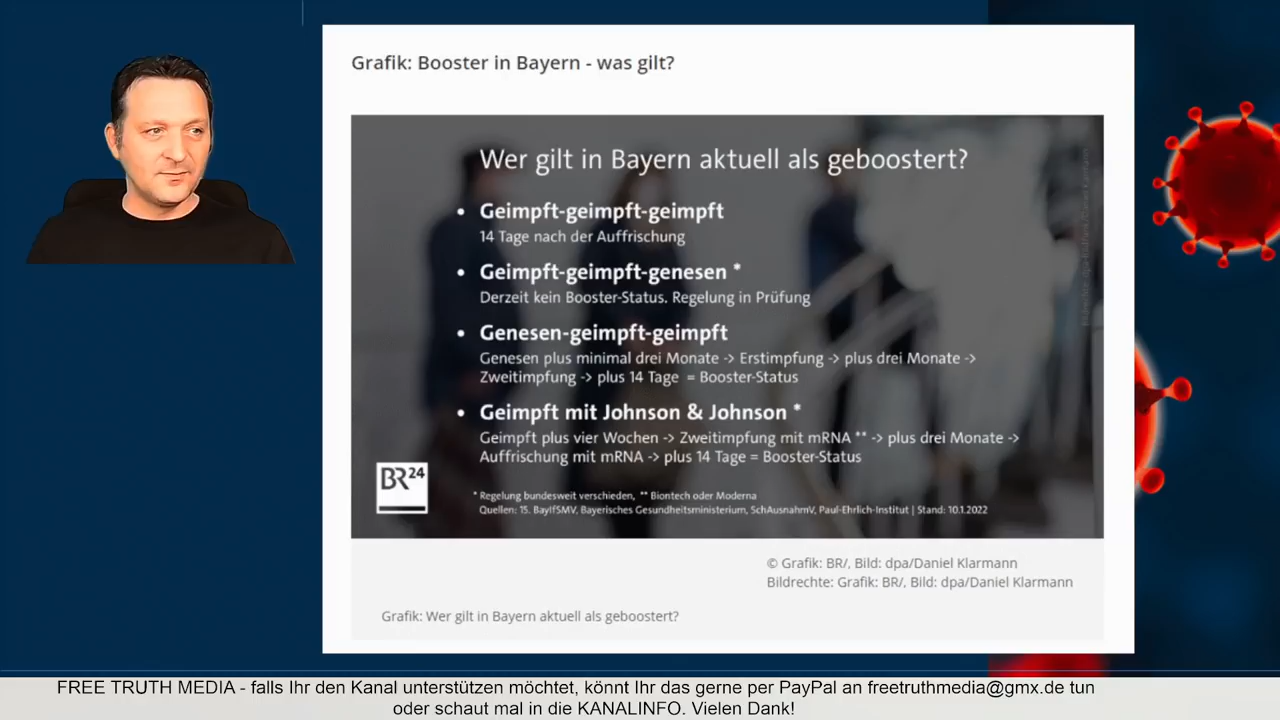 Grafik: Booster in Bayern - was gilt?
Wer gilt in Bayern aktuell als geboostert?
• Geimpft-geimpft-geimpft
14 Tage nach der Auffrischung
• Geimpft-geimpft-genesen *
Derzeit kein Booster-Status. Regelung in Prüfung
• Genesen-geimpft-geimpft
Genesen plus minimal drei Monate -> Erstimpfung -> plus drei Monate ->
Zweitimpfung -> plus 14 Tage = Booster-Status
• Geimpft mit Johnson & Johnson *
Geimpft plus vier Wochen -> Zweitimpfung mit mRNA ** -> plus drei Monate ->
Auffrischung mit mRNA -> plus 14 Tage = Booster-Status
BR24
* Regelung bundesweit verschieden, ** Biontech oder Moderna
Quellen: 15. BayIfSMV, Bayerisches Gesundheitsministerium, SchAusnahmV, Paul-Ehrlich-Institut | Stand: 10.1.2022
© Grafik: BR/, Bild: dpa/Daniel Klarmann
Bildrechte: Grafik: BR/, Bild: dpa/Daniel Klarmann
Grafik: Wer gilt in Bayern aktuell als geboostert?
FREE TRUTH MEDIA - falls Ihr den Kanal unterstützen möchtet, könnt Ihr das gerne per PayPal an freetruthmedia@gmx.de tun
oder schaut mal in die KANALINFO. Vielen Dank!